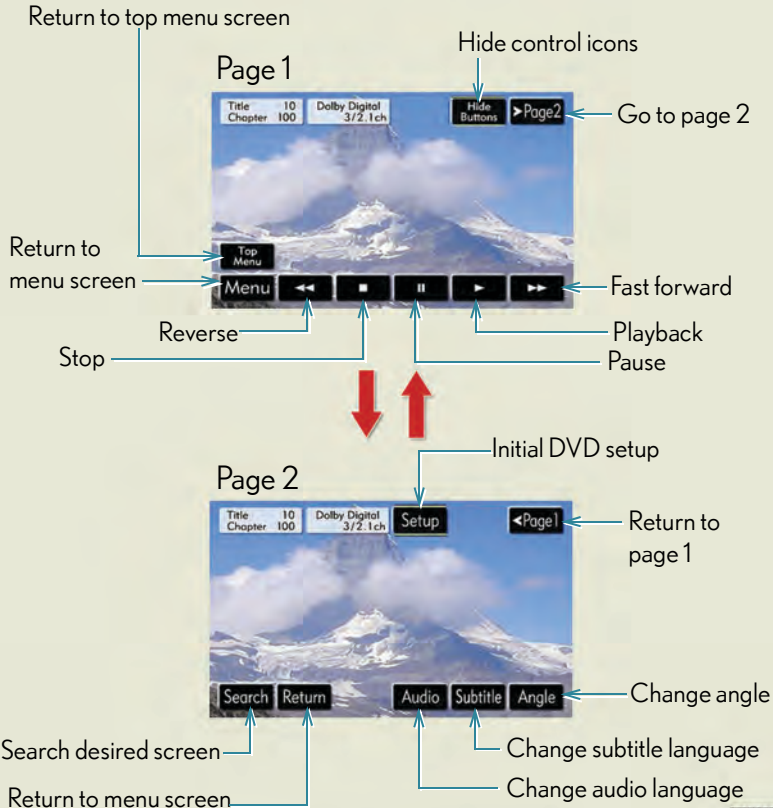 Return to top menu screen
Hide control icons
Page 1
Title 10
Chapter 100
Dolby Digital
3/2.1ch
Hide
Buttons
>Page2
Go to page 2
Return to
menu screen
Top
Menu
Menu
Fast forward
Reverse
Playback
Stop
Pause
Initial DVD setup
Page 2
Title 10
Chapter 100
Dolby Digital
3/2.1ch
Setup
<Page1
Return to
page 1
Search Return Audio Subtitle Angle
Change angle
Search desired screen
Change subtitle language
Return to menu screen
Change audio language